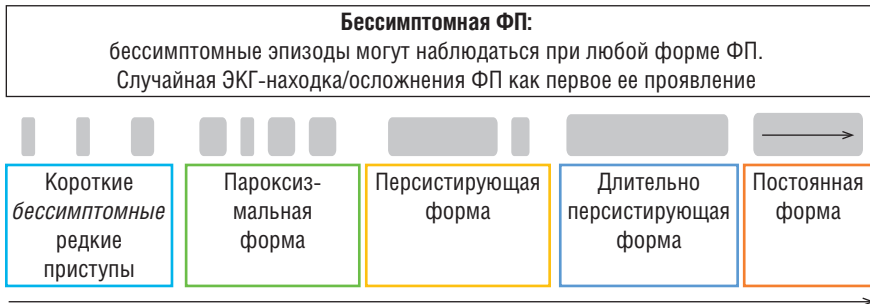 Бессимптомная ФП:
бессимптомные эпизоды могут наблюдаться при любой форме ФП.
Случайная ЭКГ-находка/осложнения ФП как первое ее проявление
Короткие
бессимптомные
редкие
приступы
Пароксиз-
мальная
форма
Персистирующая
форма
Длительно
персистирующая
форма
Постоянная
форма